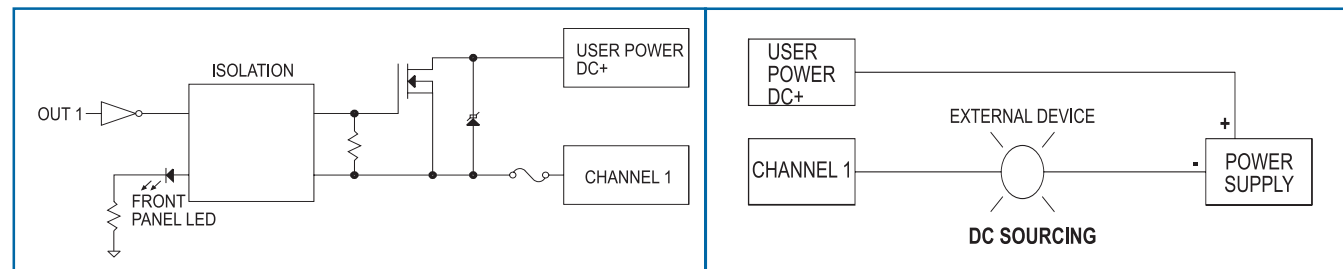 ISOLATION
USER POWER
DC+
OUT 1
FRONT
PANEL LED
CHANNEL 1
USER
POWER
DC+
EXTERNAL DEVICE
+
-
CHANNEL 1
POWER
SUPPLY
DC SOURCING